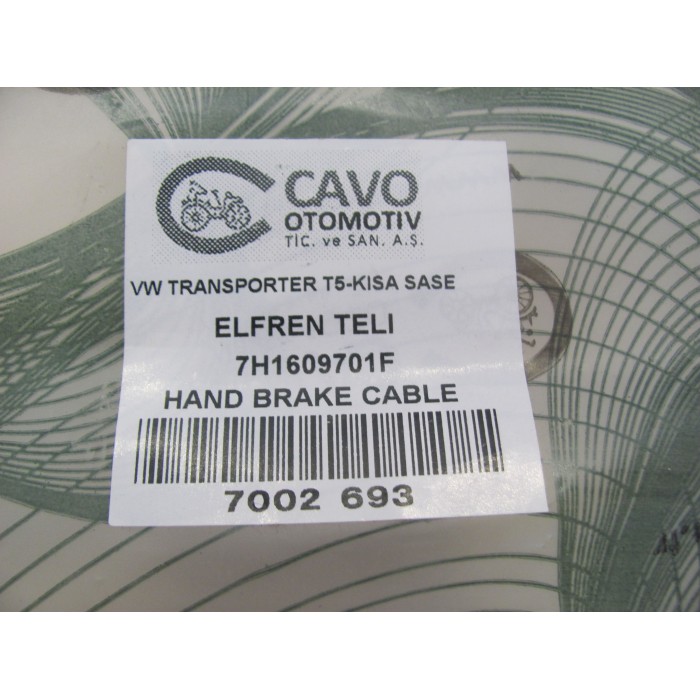 CAVO
OTOMOTIV
TİC. ve SAN. A.Ş.
VW TRANSPORTER T5-KISA SASE
ELFREN TELI
7H1609701F
HAND BRAKE CABLE
7002 693